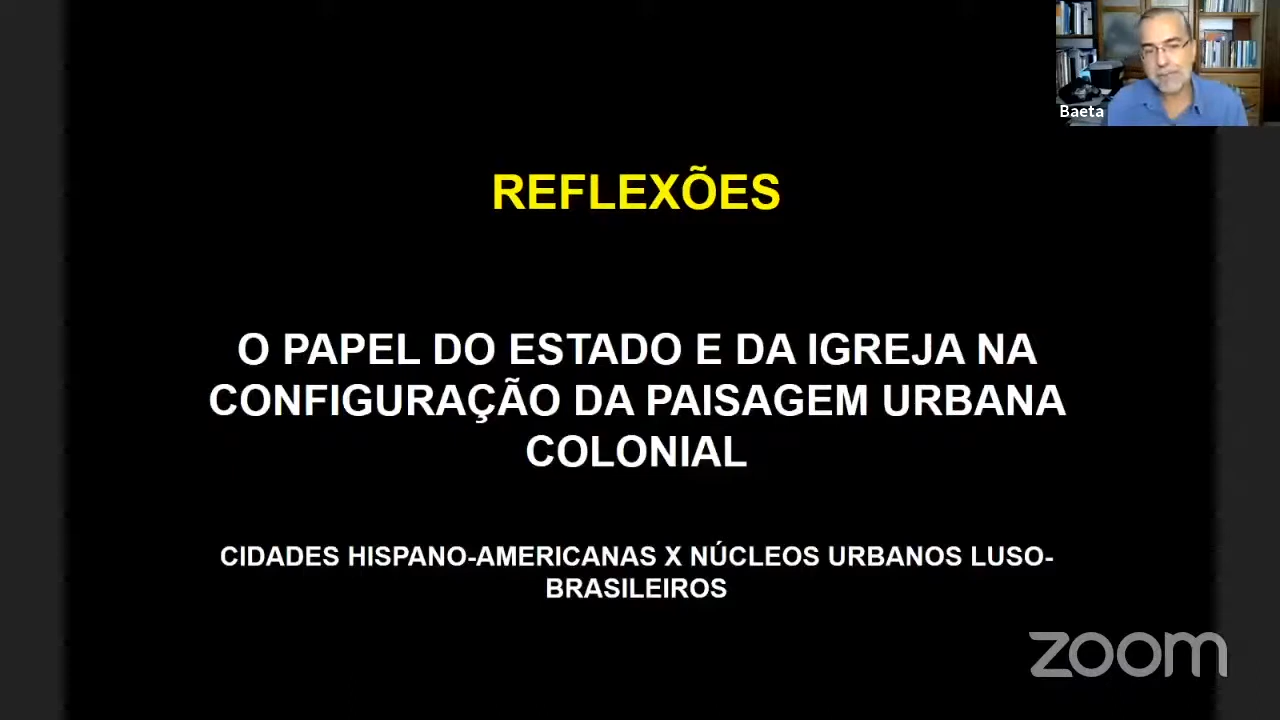 Baeta
REFLEXÕES
O PAPEL DO ESTADO E DA IGREJA NA
CONFIGURAÇÃO DA PAISAGEM URBANA
COLONIAL
CIDADES HISPANO-AMERICANAS X NÚCLEOS URBANOS LUSO-
BRASILEIROS
zoom